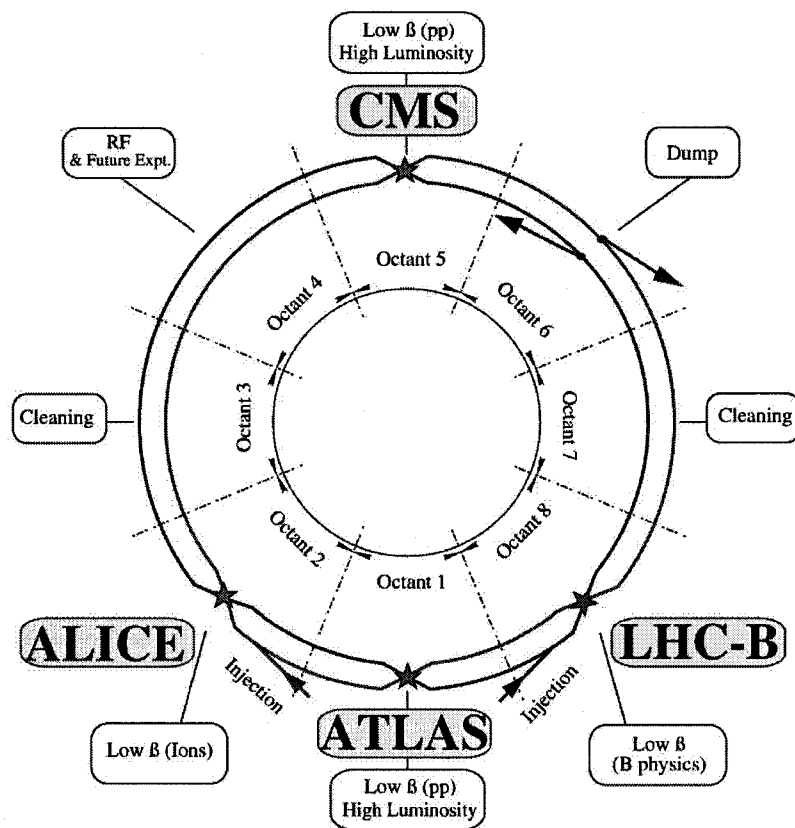 Low ß (pp)
High Luminosity
CMS
RF
& Future Expt.
Dump
Octant 5
Octant 4
Octant 6
Cleaning
Octant 3
Octant 7
Cleaning
Octant 2
Octant 8
Octant 1
ALICE
LHC-B
Injection
Injection
ATLAS
Low ß (Ions)
Low ß
(B physics)
Low ß (pp)
High Luminosity